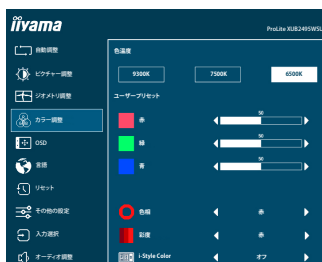 iiyama
ProLite XUB2495WSU
自動調整
ピクチャー調整
ジオメトリ調整
カラー調整
OSD
言語
リセット
その他の設定
入力選択
オーディオ調整
色温度
9300K
7500K
6500K
ユーザープリセット
赤
50
緑
50
青
50
色相
赤
彩度
赤
i-Style Color
オフ